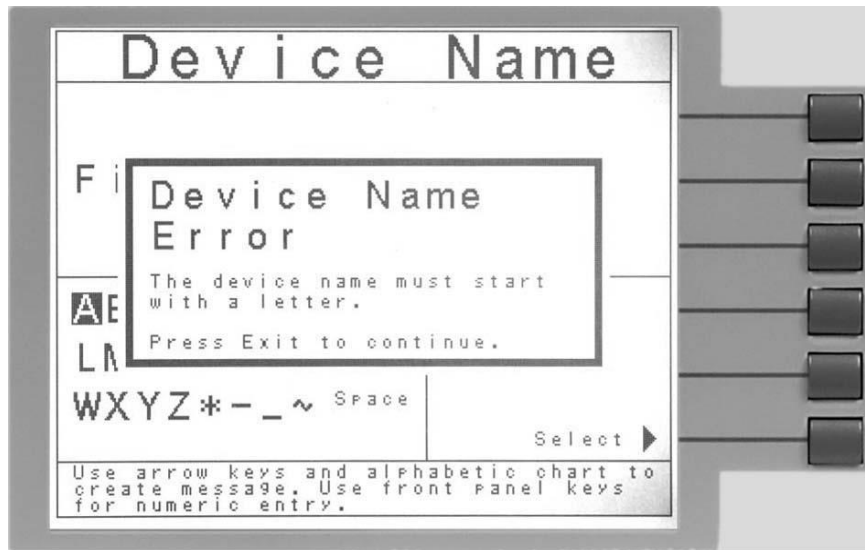 Device Name
Fi
Device Name
Error
The device name must start
with a letter.
Press Exit to continue.
A
L
WXYZ*-_~ Space
Select ▶
Use arrow keys and alphabetic chart to
create message. Use front panel keys
for numeric entry.